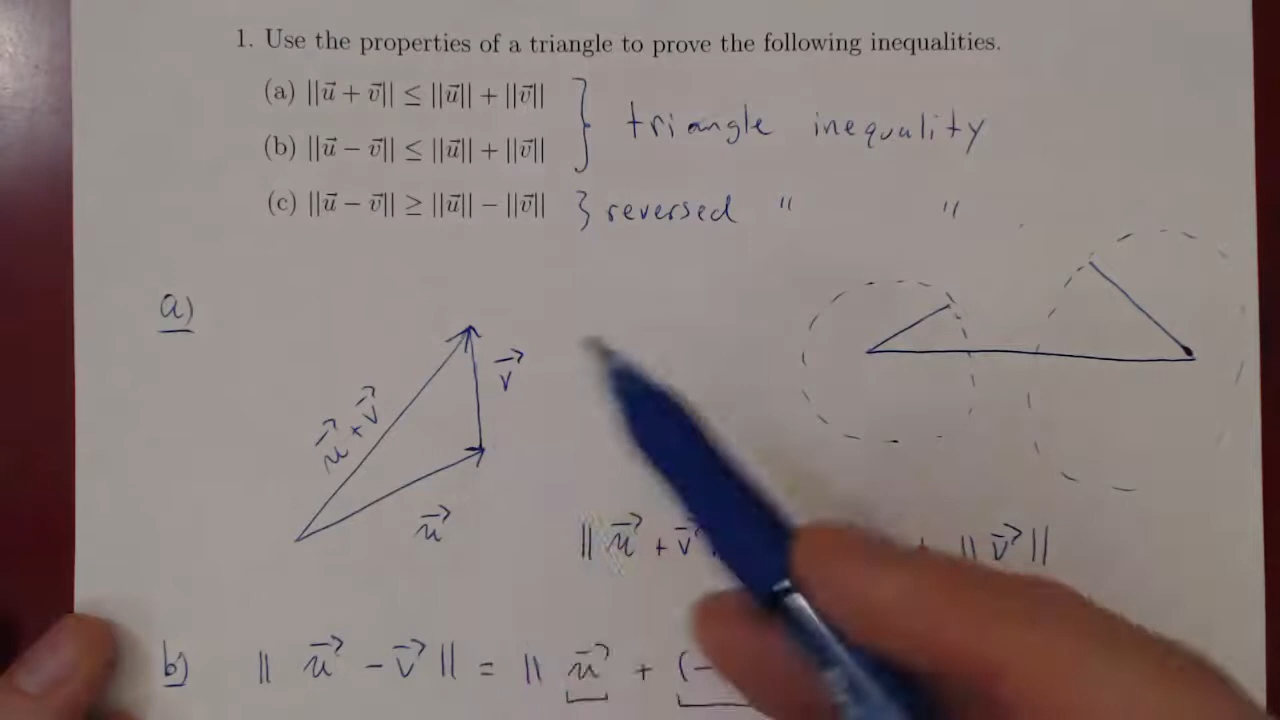 1. Use the properties of a triangle to prove the following inequalities.
(a) ||u⃗ + v⃗|| ≤ ||u⃗|| + ||v⃗||
(b) ||u⃗ − v⃗|| ≤ ||u⃗|| + ||v⃗||
} triangle inequality
(c) ||u⃗ − v⃗|| ≥ ||u⃗|| − ||v⃗|| } reversed " "
a)
v⃗
u⃗ + v⃗
u⃗
|| u⃗ + v⃗ + || v⃗ ||
b) || u⃗ − v⃗ || = || u⃗ + (−